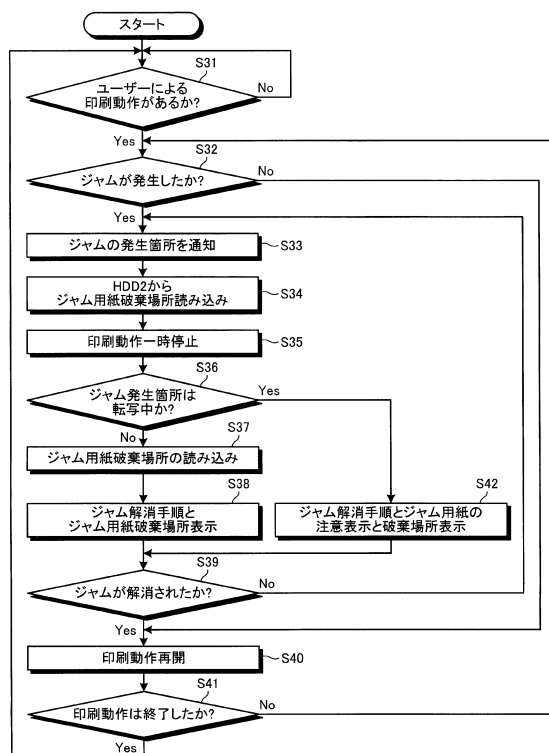 スタート
S31
ユーザーによる
印刷動作があるか?
No
Yes
S32
ジャムが発生したか?
No
Yes
ジャムの発生箇所を通知
S33
HDD2から
ジャム用紙破棄場所読み込み
S34
印刷動作一時停止
S35
S36
ジャム発生箇所は
転写中か?
Yes
No
S37
ジャム用紙破棄場所の読み込み
S38
ジャム解消手順と
ジャム用紙破棄場所表示
S42
ジャム解消手順とジャム用紙の
注意表示と破棄場所表示
S39
ジャムが解消されたか?
No
Yes
印刷動作再開
S40
S41
印刷動作は終了したか?
No
Yes